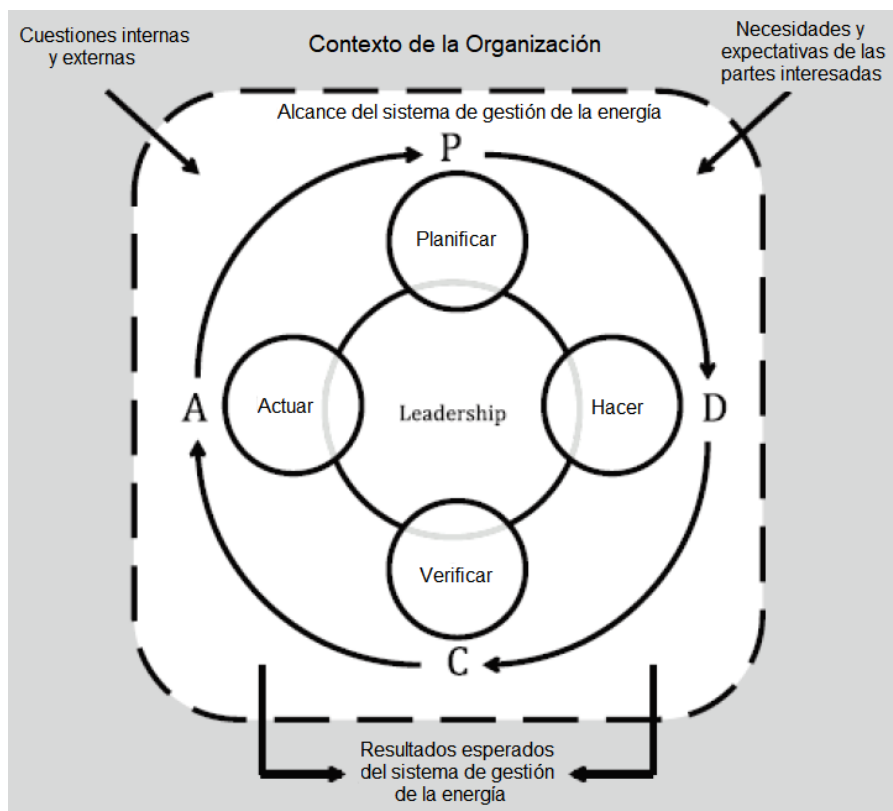 Cuestiones internas
y externas
Contexto de la Organización
Necesidades y
expectativas de las
partes interesadas
Alcance del sistema de gestión de la energía
P
Planificar
A
Actuar
Leadership
Hacer
D
Verificar
C
Resultados esperados
del sistema de gestión
de la energía